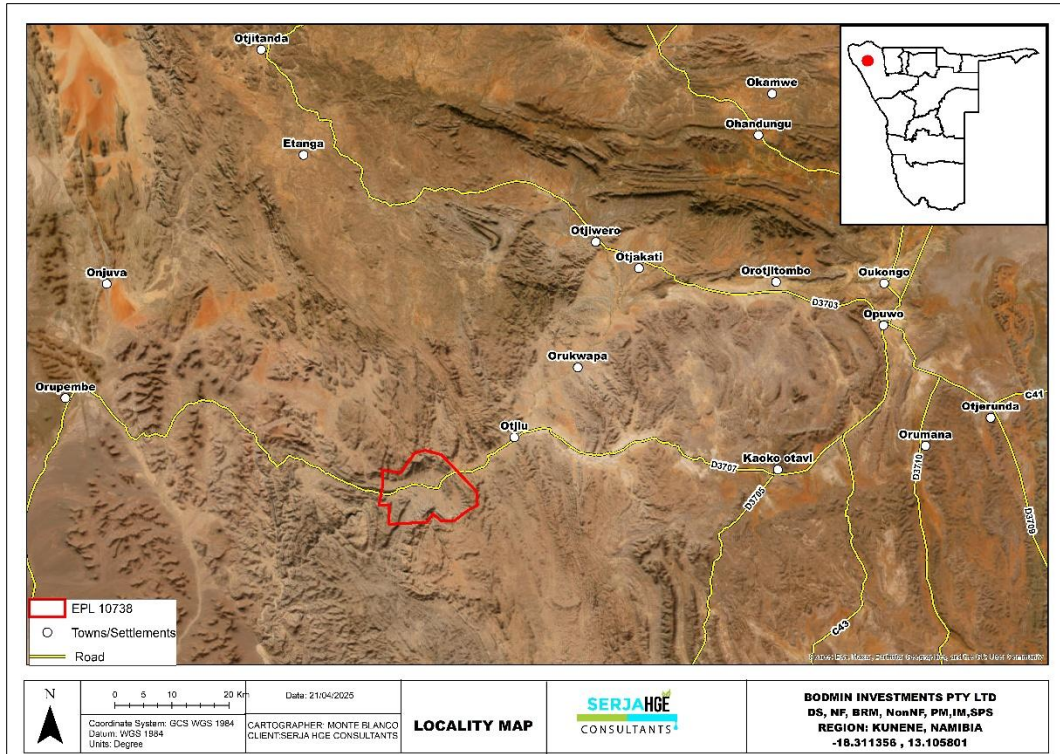 Otjitanda
Okamwe
Ohandungu
Etanga
Otjiwero
Otjakati
Orotjitombo
Oukongo
Onjuva
D3703
Opuwo
Orukwapa
Orupembe
C41
Otjerunda
Otjlu
Orumana
Kaoko otavi
D3707
D3710
D3705
D3709
C43
EPL 10738
Towns/Settlements
Road
N
0 5 10 20 Km
Coordinate System: GCS WGS 1984
Datum: WGS 1984
Units: Degree
Date: 21/04/2025
CARTOGRAPHER: MONTE BLANCO
CLIENT:SERJA HGE CONSULTANTS
LOCALITY MAP
SERJAHGE
CONSULTANTS
BODMIN INVESTMENTS PTY LTD
DS, NF, BRM, NonNF, PM,IM,SPS
REGION: KUNENE, NAMIBIA
-18.311356 , 13.105801